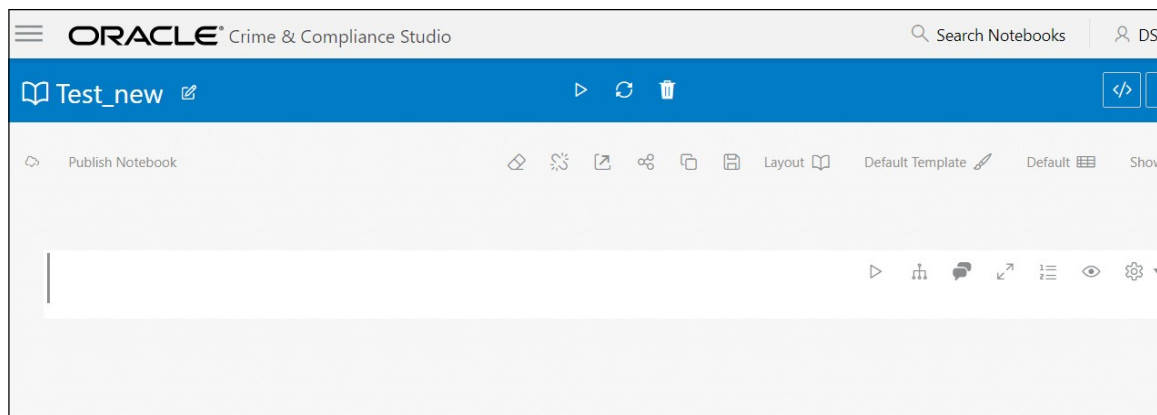 ORACLE® Crime & Compliance Studio Search Notebooks DS
Test_new </>
Publish Notebook Layout Default Template Default Show